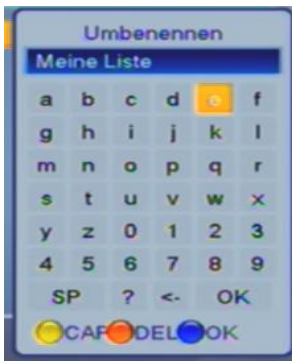 Umbenennen
Meine Liste
a b c d e f
g h i j k l
m n o p q r
s t u v w x
y z 0 1 2 3
4 5 6 7 8 9
SP ? <- OK
CAP DEL OK